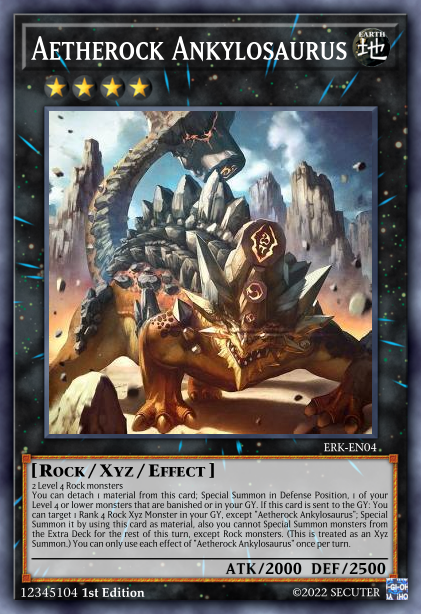 AETHEROCK ANKYLOSAURUS
EARTH
地
ERK-EN04
[ROCK/XYZ/EFFECT]
2 Level 4 Rock monsters
You can detach 1 material from this card; Special Summon in Defense Position, 1 of your
Level 4 or lower monsters that are banished or in your GY. If this card is sent to the GY: You
can target 1 Rank 4 Rock Xyz Monster in your GY, except "Aetherock Ankylosaurus"; Special
Summon it by using this card as material, also you cannot Special Summon monsters from
the Extra Deck for the rest of this turn, except Rock monsters. (This is treated as an Xyz
Summon.) You can only use each effect of "Aetherock Ankylosaurus" once per turn.
ATK/2000 DEF/2500
12345104 1st Edition
©2022 SECUTER